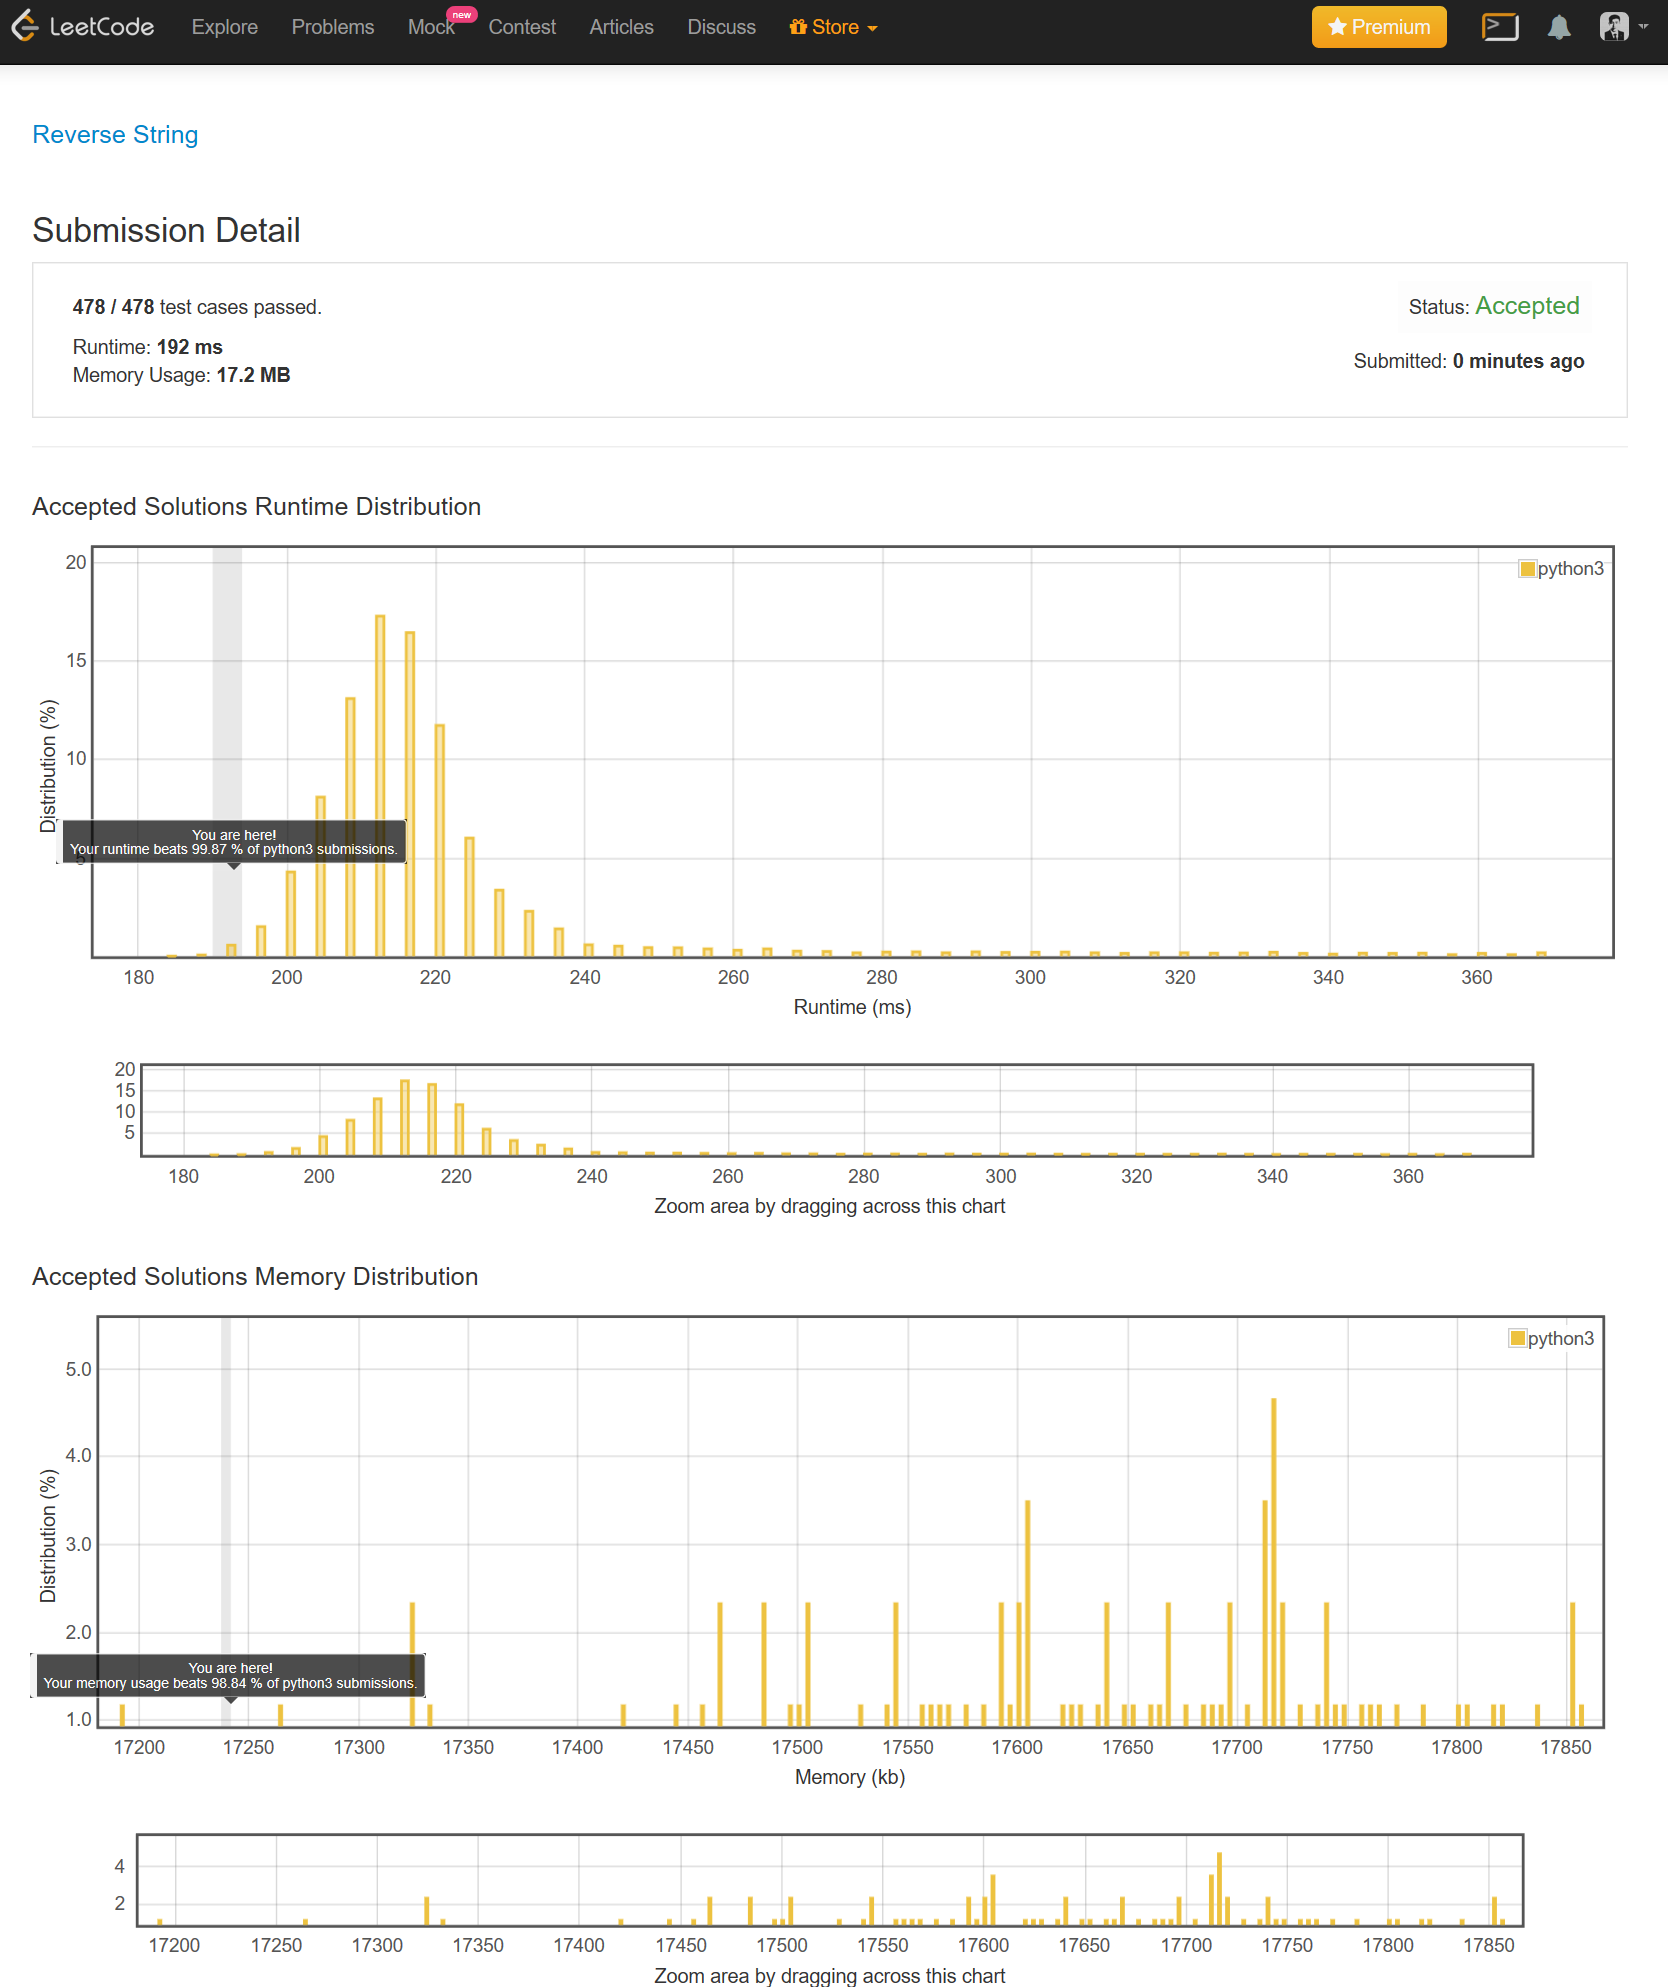 LeetCode Explore Problems Mock new Contest Articles Discuss Store Premium
Reverse String
Submission Detail
478 / 478 test cases passed.
Status: Accepted
Runtime: 192 ms
Memory Usage: 17.2 MB
Submitted: 0 minutes ago
Accepted Solutions Runtime Distribution
python3
20
15
10
5
Distribution (%)
You are here!
Your runtime beats 99.87 % of python3 submissions.
180 200 220 240 260 280 300 320 340 360
Runtime (ms)
20
15
10
5
180 200 220 240 260 280 300 320 340 360
Zoom area by dragging across this chart
Accepted Solutions Memory Distribution
python3
5.0
4.0
3.0
2.0
1.0
Distribution (%)
You are here!
Your memory usage beats 98.84 % of python3 submissions.
17200 17250 17300 17350 17400 17450 17500 17550 17600 17650 17700 17750 17800 17850
Memory (kb)
4
2
17200 17250 17300 17350 17400 17450 17500 17550 17600 17650 17700 17750 17800 17850
Zoom area by dragging across this chart